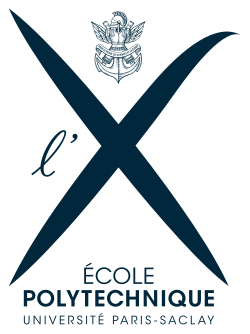 l'X
ÉCOLE
POLYTECHNIQUE
UNIVERSITÉ PARIS-SACLAY